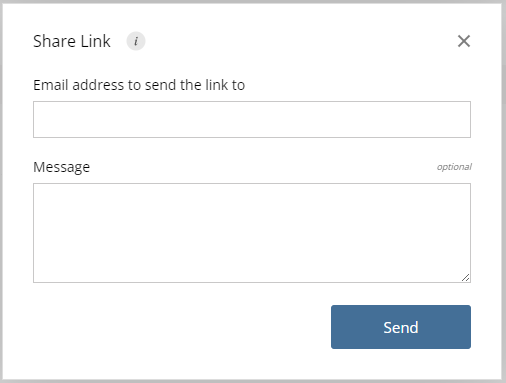 Share Link i
Email address to send the link to
Message optional
Send